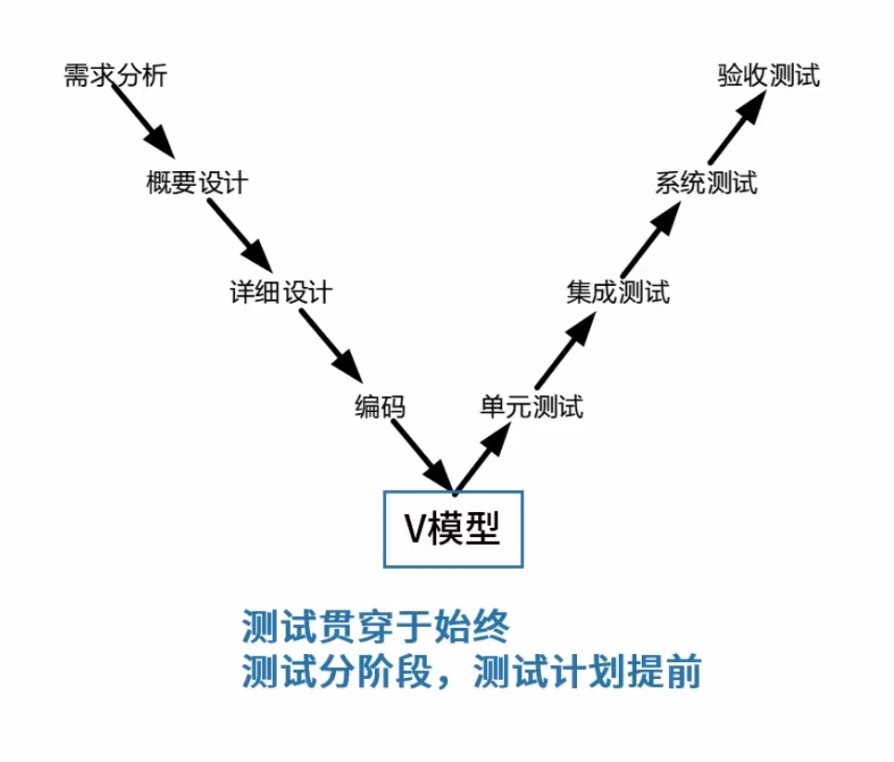 需求分析
验收测试
概要设计
系统测试
详细设计
集成测试
编码
单元测试
V模型
测试贯穿于始终
测试分阶段，测试计划提前